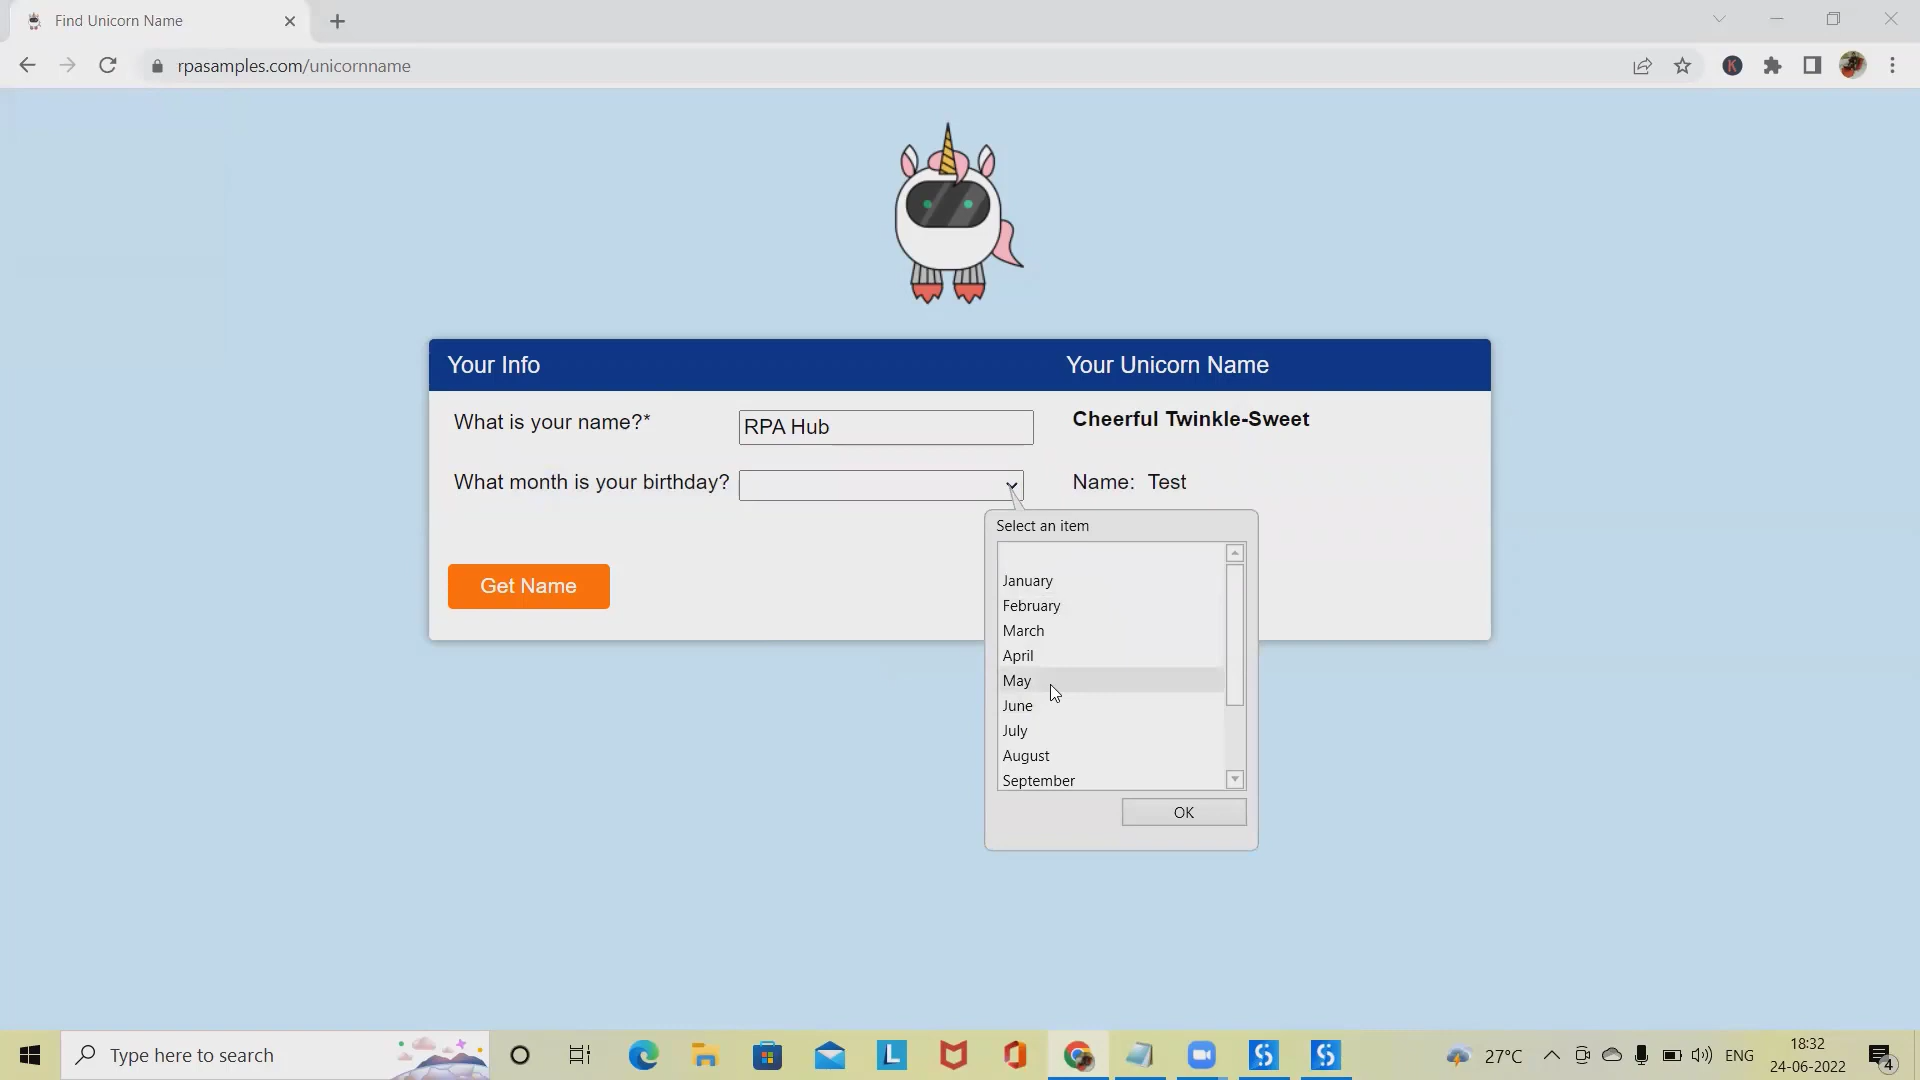 Find Unicorn Name
rpasamples.com/unicornname
K
Your Info
Your Unicorn Name
What is your name?*
RPA Hub
Cheerful Twinkle-Sweet
What month is your birthday?
Name: Test
Select an item
January
February
March
April
May
June
July
August
September
OK
Get Name
Type here to search
L
27°C
ENG
18:32
24-06-2022
4